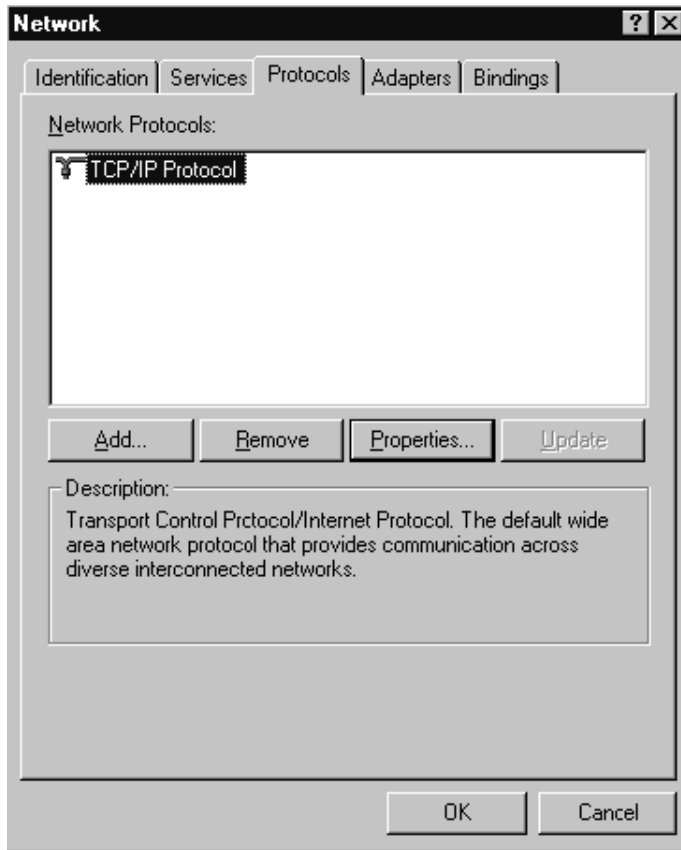 Network
Identification Services Protocols Adapters Bindings
Network Protocols:
TCP/IP Protocol
Add... Remove Properties... Update
Description:
Transport Control Prctocol/Internet Protocol. The default wide
area network protocol that provides communication across
diverse interconnected networks.
OK Cancel